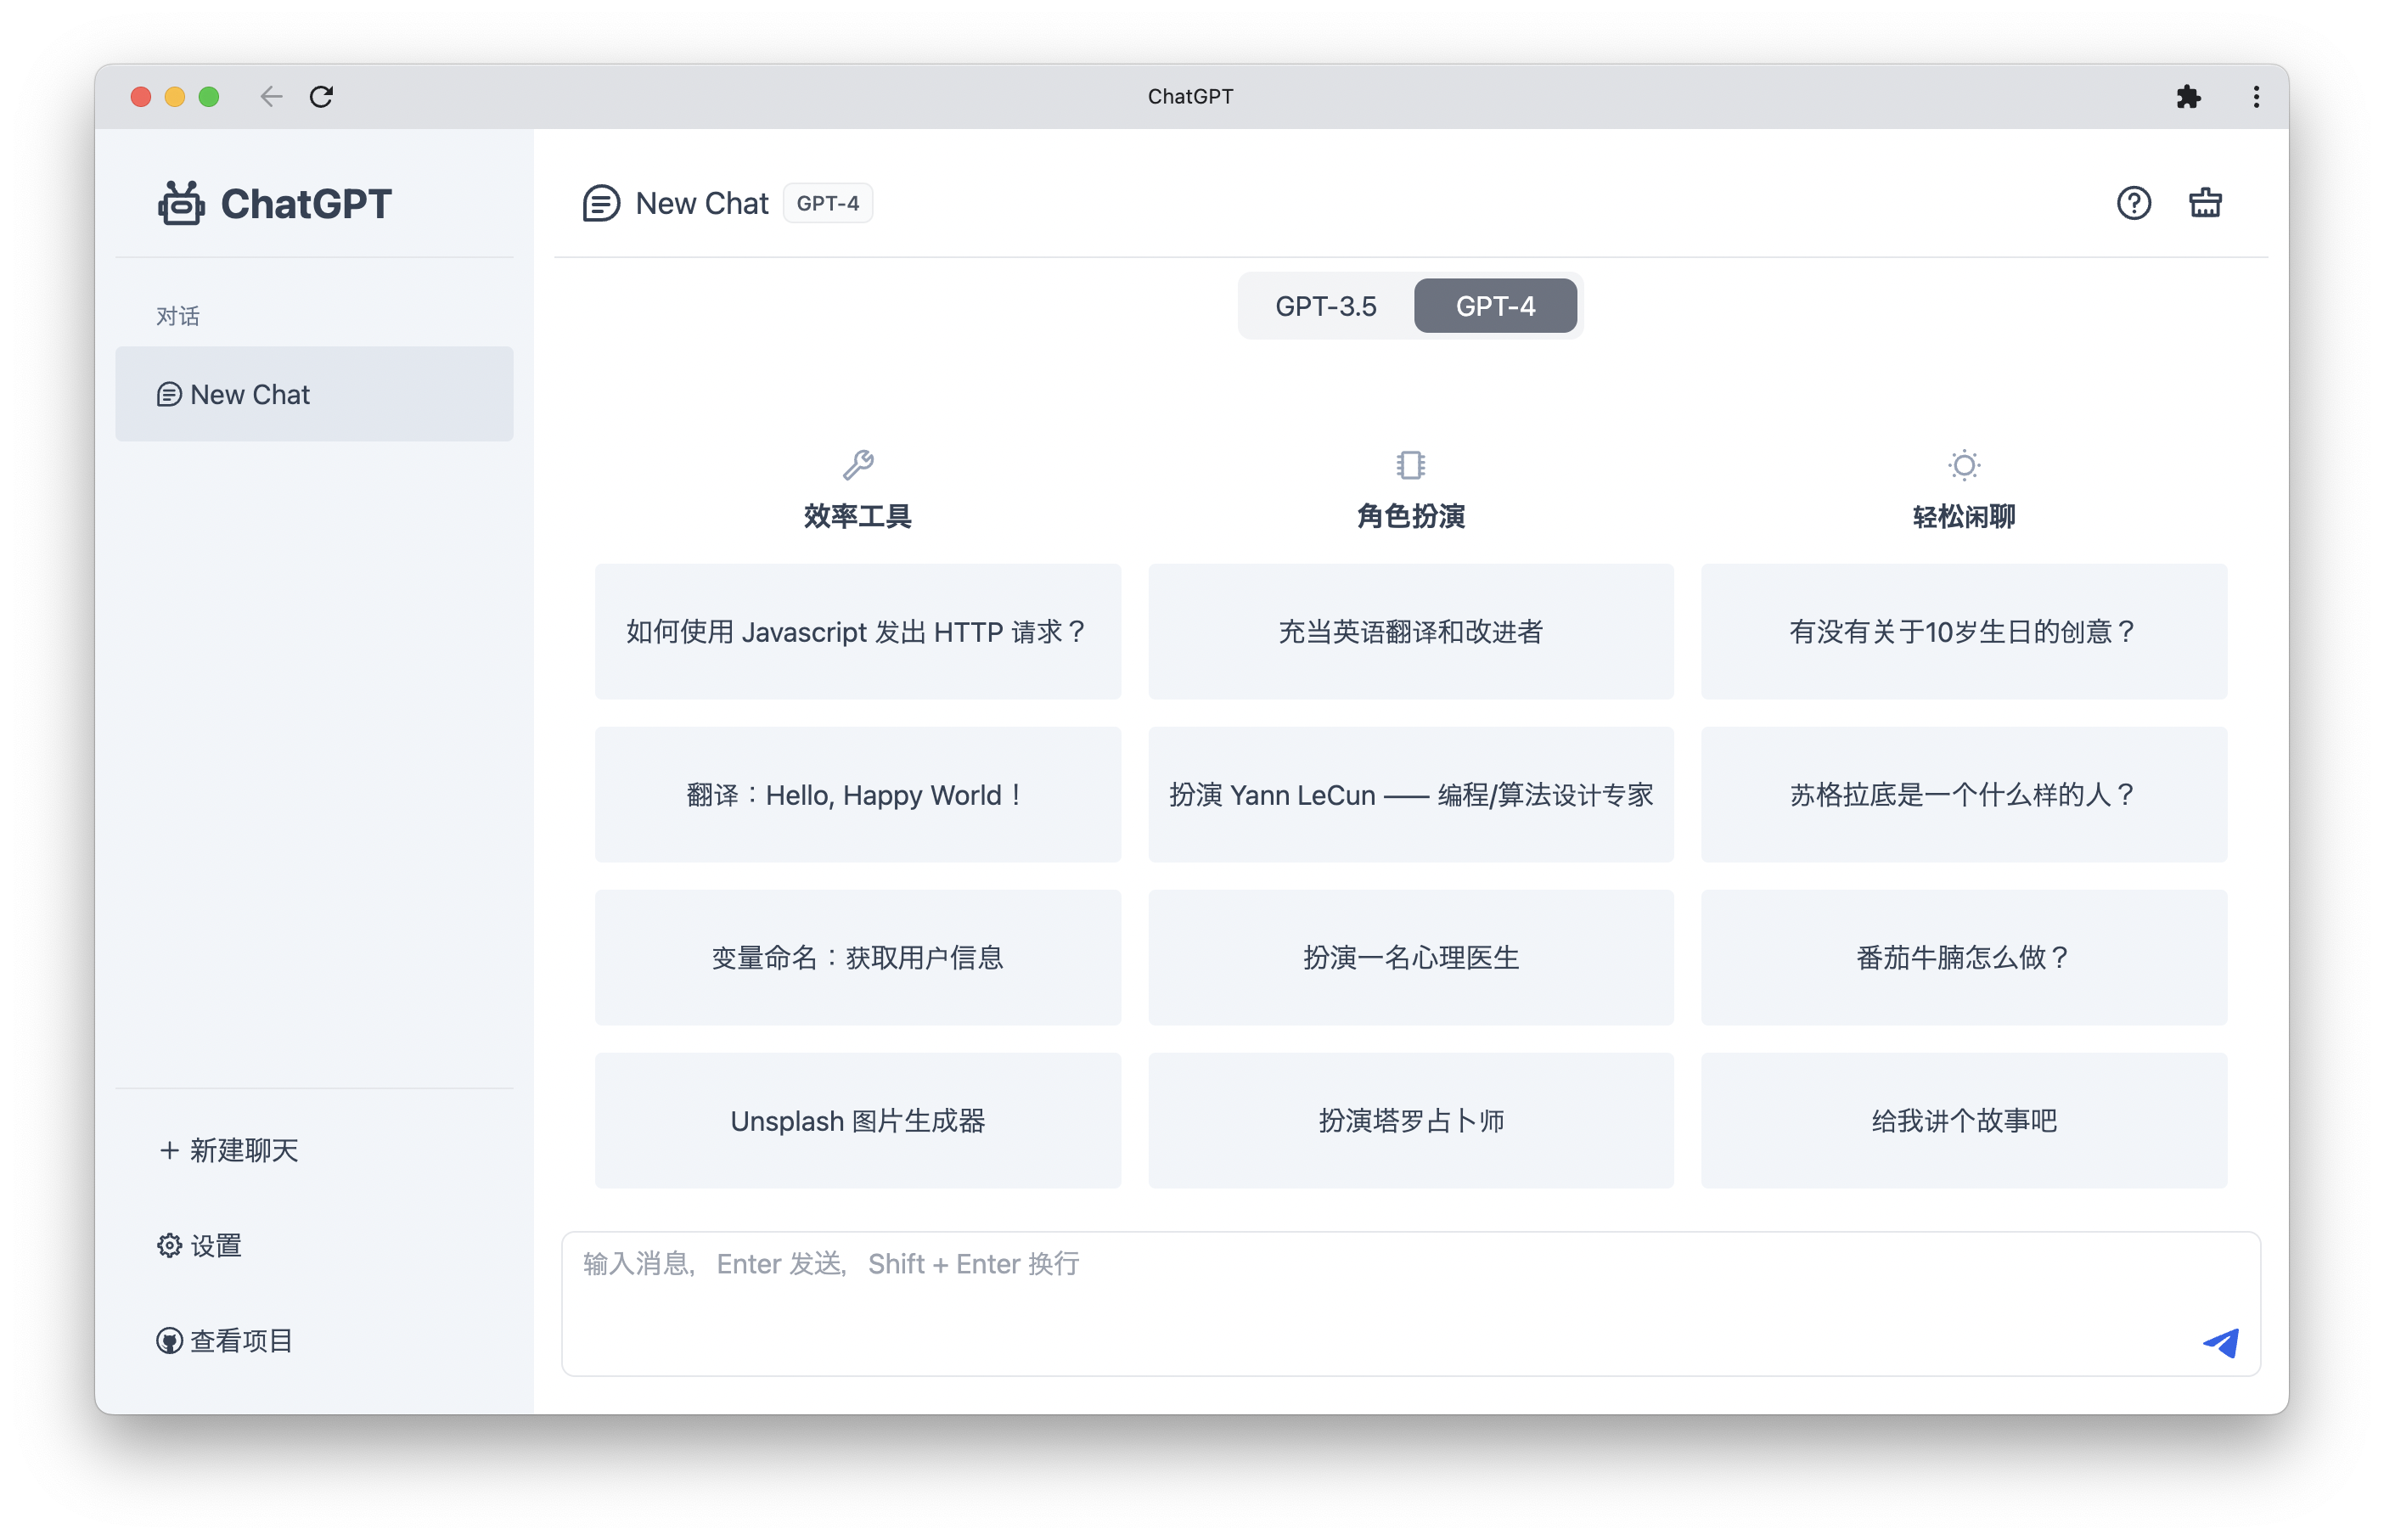 ChatGPT
ChatGPT
对话
New Chat
新建聊天
设置
查看项目
New Chat GPT-4
GPT-3.5 GPT-4
效率工具
如何使用 Javascript 发出 HTTP 请求？
翻译：Hello, Happy World！
变量命名：获取用户信息
Unsplash 图片生成器
角色扮演
充当英语翻译和改进者
扮演 Yann LeCun —— 编程/算法设计专家
扮演一名心理医生
扮演塔罗占卜师
轻松闲聊
有没有关于10岁生日的创意？
苏格拉底是一个什么样的人？
番茄牛腩怎么做？
给我讲个故事吧
输入消息, Enter 发送, Shift + Enter 换行